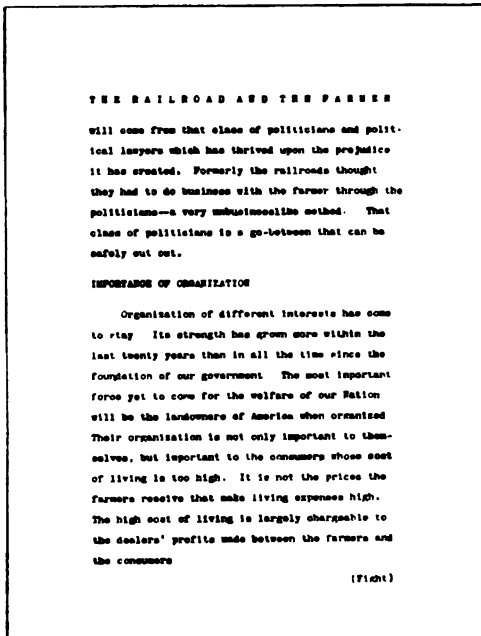 THE RAILROAD AND THE FARMER
will come from that class of politicians and polit-
ical lawyers which has thrived upon the prejudice
it has created. Formerly the railroads thought
they had to do business with the farmer through the
politicians—a very unbusinesslike method. That
class of politicians is a go-between that can be
safely cut out.
IMPORTANCE OF ORGANIZATION
Organization of different interests has come
to stay Its strength has grown more within the
last twenty years than in all the time since the
foundation of our government The most important
force yet to come for the welfare of our Nation
will be the landowners of America when organized
Their organization is not only important to them-
selves, but important to the consumers whose cost
of living is too high. It is not the prices the
farmers receive that make living expenses high.
The high cost of living is largely chargeable to
the dealers' profits made between the farmers and
the consumers
(Eight)